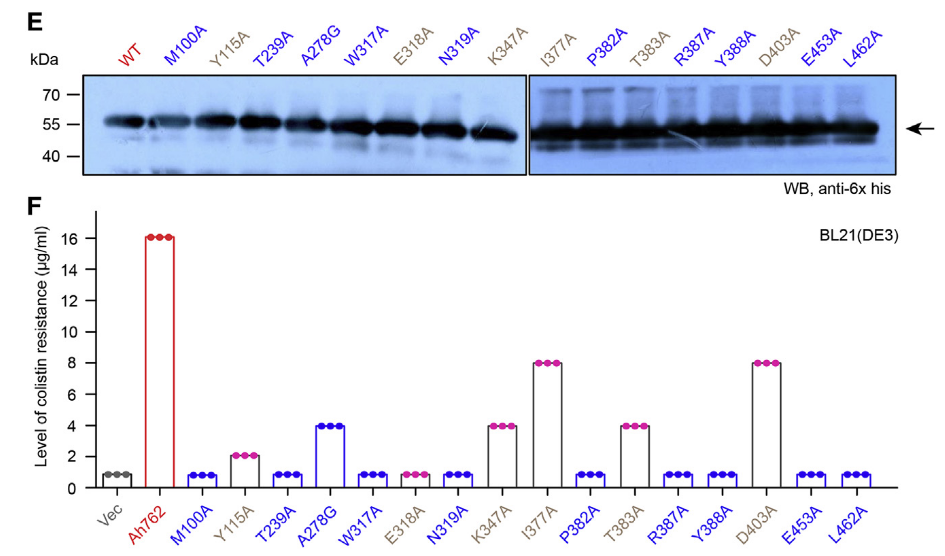 E
kDa
WT M100A Y115A T239A A278G W317A E318A N319A K347A I377A P382A T383A R387A Y388A D403A E453A L462A
70
55
40
WB, anti-6x his
F
BL21(DE3)
Level of colistin resistance (µg/ml)
16
14
12
10
8
6
4
2
0
Vec Ah762 M100A Y115A T239A A278G W317A E318A N319A K347A I377A P382A T383A R387A Y388A D403A E453A L462A